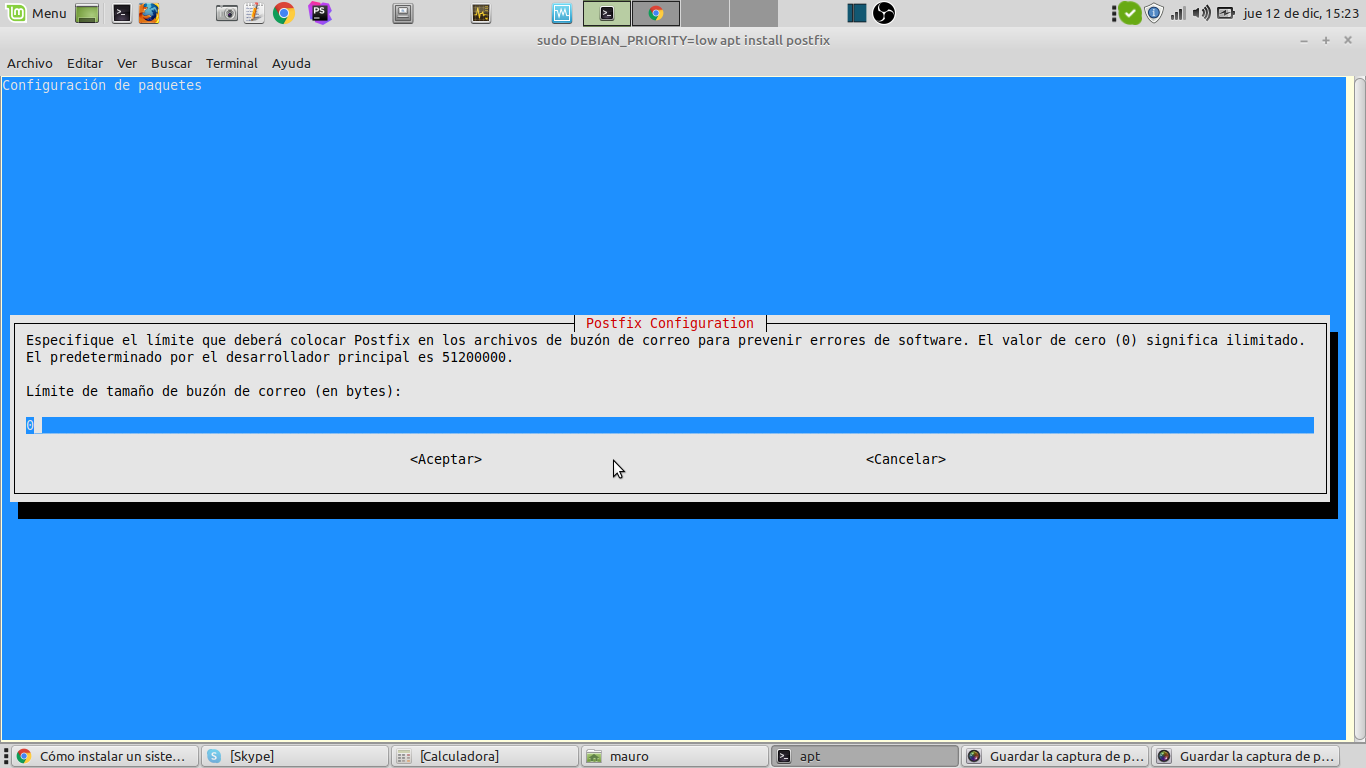 Menu
PS
jue 12 de dic, 15:23
sudo DEBIAN_PRIORITY=low apt install postfix
Archivo Editar Ver Buscar Terminal Ayuda
Configuración de paquetes
Postfix Configuration
Especifique el límite que deberá colocar Postfix en los archivos de buzón de correo para prevenir errores de software. El valor de cero (0) significa ilimitado.
El predeterminado por el desarrollador principal es 51200000.
Límite de tamaño de buzón de correo (en bytes):
0
<Aceptar> <Cancelar>
Cómo instalar un siste... [Skype] [Calculadora] mauro apt Guardar la captura de p... Guardar la captura de p...